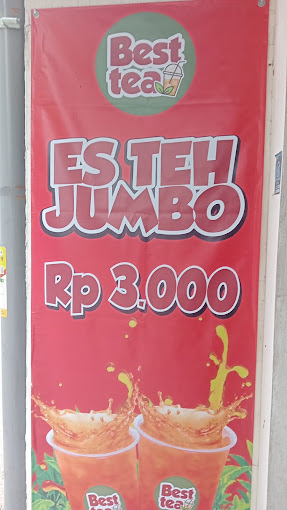 Best
tea
ES TEH
JUMBO
Rp 3.000
Best
tea
Best
tea